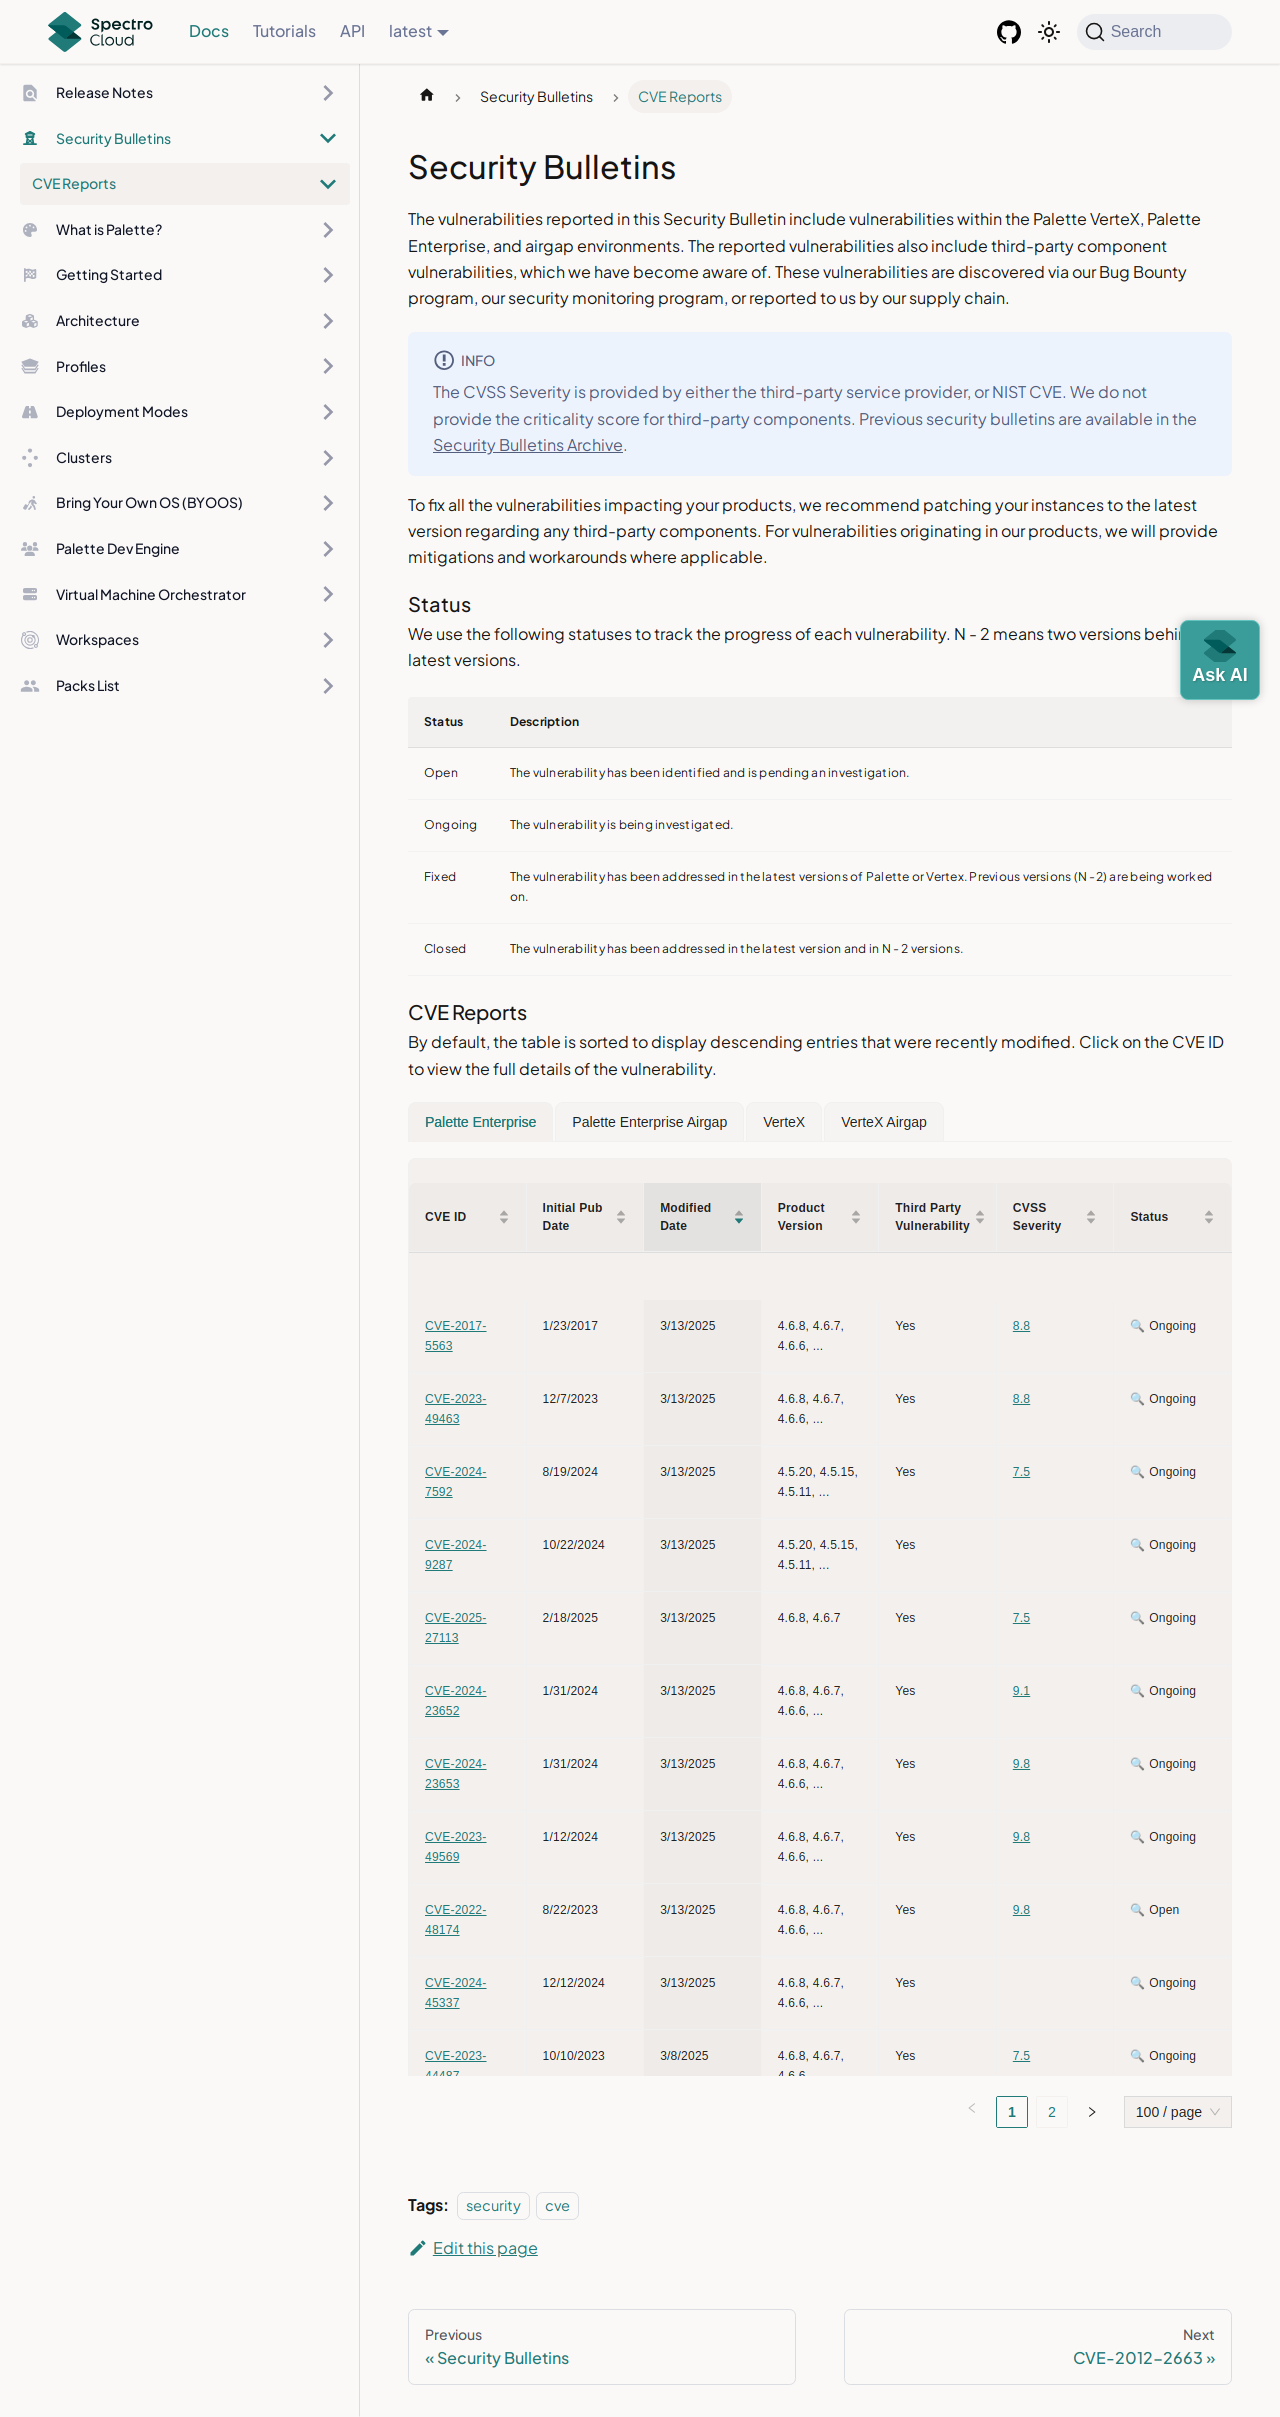 Spectro
Cloud
Docs
Tutorials
API
latest
Search
Release Notes
Security Bulletins
CVE Reports
What is Palette?
Getting Started
Architecture
Profiles
Deployment Modes
Clusters
Bring Your Own OS (BYOOS)
Palette Dev Engine
Virtual Machine Orchestrator
Workspaces
Packs List
Security Bulletins
CVE Reports
Security Bulletins
The vulnerabilities reported in this Security Bulletin include vulnerabilities within the Palette VerteX, Palette
Enterprise, and airgap environments. The reported vulnerabilities also include third-party component
vulnerabilities, which we have become aware of. These vulnerabilities are discovered via our Bug Bounty
program, our security monitoring program, or reported to us by our supply chain.
INFO
The CVSS Severity is provided by either the third-party service provider, or NIST CVE. We do not
provide the criticality score for third-party components. Previous security bulletins are available in the
Security Bulletins Archive.
To fix all the vulnerabilities impacting your products, we recommend patching your instances to the latest
version regarding any third-party components. For vulnerabilities originating in our products, we will provide
mitigations and workarounds where applicable.
Status
We use the following statuses to track the progress of each vulnerability. N - 2 means two versions
latest versions.
Ask AI
Status Description
Open The vulnerability has been identified and is pending an investigation.
Ongoing The vulnerability is being investigated.
Fixed The vulnerability has been addressed in the latest versions of Palette or Vertex. Previous versions (N -2) are being worked
on.
Closed The vulnerability has been addressed in the latest version and in N - 2 versions.
CVE Reports
By default, the table is sorted to display descending entries that were recently modified. Click on the CVE ID
to view the full details of the vulnerability.
Palette Enterprise
Palette Enterprise Airgap
VerteX
VerteX Airgap
CVE ID
Initial Pub
Date
Modified
Date
Product
Version
Third Party
Vulnerability
CVSS
Severity
Status
CVE-2017- 1/23/2017 3/13/2025 4.6.8, 4.6.7, Yes 8.8 🔍 Ongoing
5563 4.6.6, ...
CVE-2023- 12/7/2023 3/13/2025 4.6.8, 4.6.7, Yes 8.8 🔍 Ongoing
49463 4.6.6, ...
CVE-2024- 8/19/2024 3/13/2025 4.5.20, 4.5.15, Yes 7.5 🔍 Ongoing
7592 4.5.11, ...
CVE-2024- 10/22/2024 3/13/2025 4.5.20, 4.5.15, Yes 🔍 Ongoing
9287 4.5.11, ...
CVE-2025- 2/18/2025 3/13/2025 4.6.8, 4.6.7 Yes 7.5 🔍 Ongoing
27113
CVE-2024- 1/31/2024 3/13/2025 4.6.8, 4.6.7, Yes 9.1 🔍 Ongoing
23652 4.6.6, ...
CVE-2024- 1/31/2024 3/13/2025 4.6.8, 4.6.7, Yes 9.8 🔍 Ongoing
23653 4.6.6, ...
CVE-2023- 1/12/2024 3/13/2025 4.6.8, 4.6.7, Yes 9.8 🔍 Ongoing
49569 4.6.6, ...
CVE-2022- 8/22/2023 3/13/2025 4.6.8, 4.6.7, Yes 9.8 🔍 Open
48174 4.6.6, ...
CVE-2024- 12/12/2024 3/13/2025 4.6.8, 4.6.7, Yes 🔍 Ongoing
45337 4.6.6, ...
CVE-2023- 10/10/2023 3/8/2025 4.6.8, 4.6.7, Yes 7.5 🔍 Ongoing
44487 4.6.6
1
2
100 / page
Tags:
security
cve
Edit this page
Previous
« Security Bulletins
Next
CVE-2012-2663 »